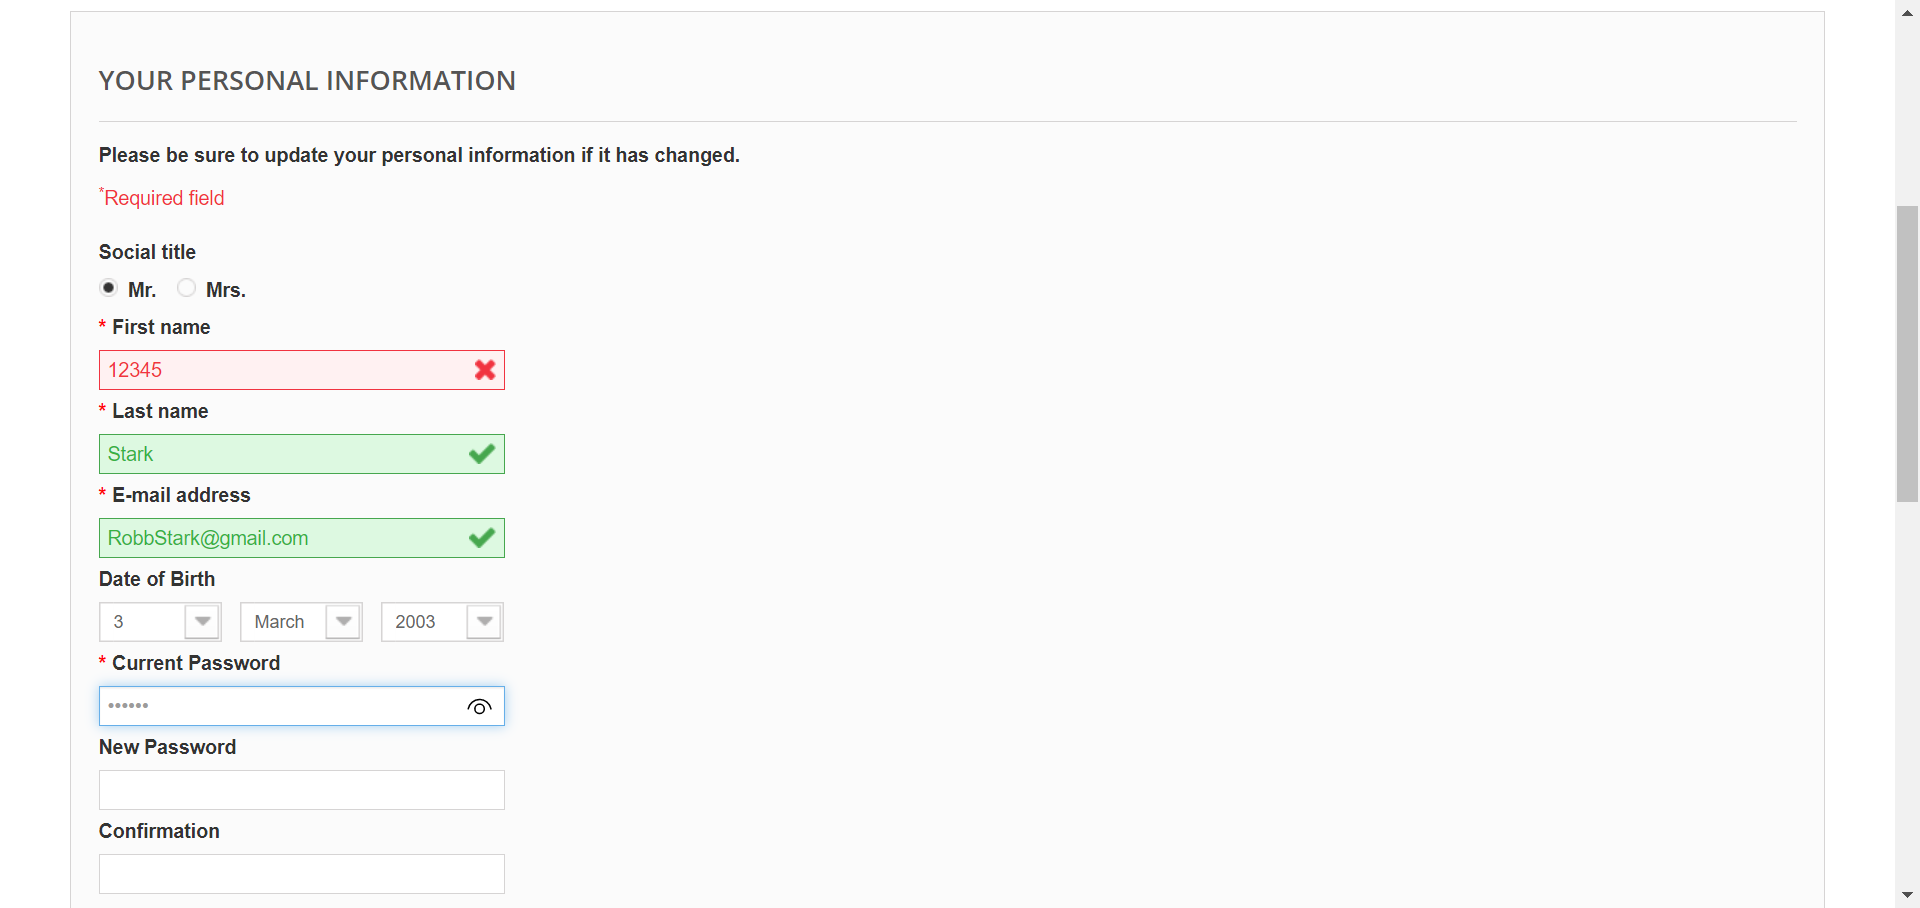 YOUR PERSONAL INFORMATION
Please be sure to update your personal information if it has changed.
*Required field
Social title
Mr. Mrs.
* First name
12345
* Last name
Stark
* E-mail address
RobbStark@gmail.com
Date of Birth
3 March 2003
* Current Password
••••••
New Password
Confirmation